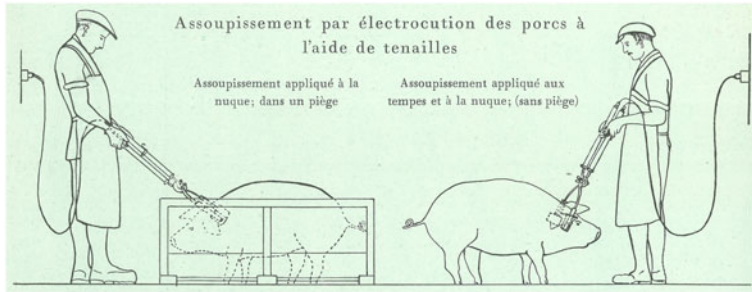 Assoupissement par électrocution des porcs à
l'aide de tenailles
Assoupissement appliqué à la
nuque; dans un piège
Assoupissement appliqué aux
tempes et à la nuque; (sans piège)